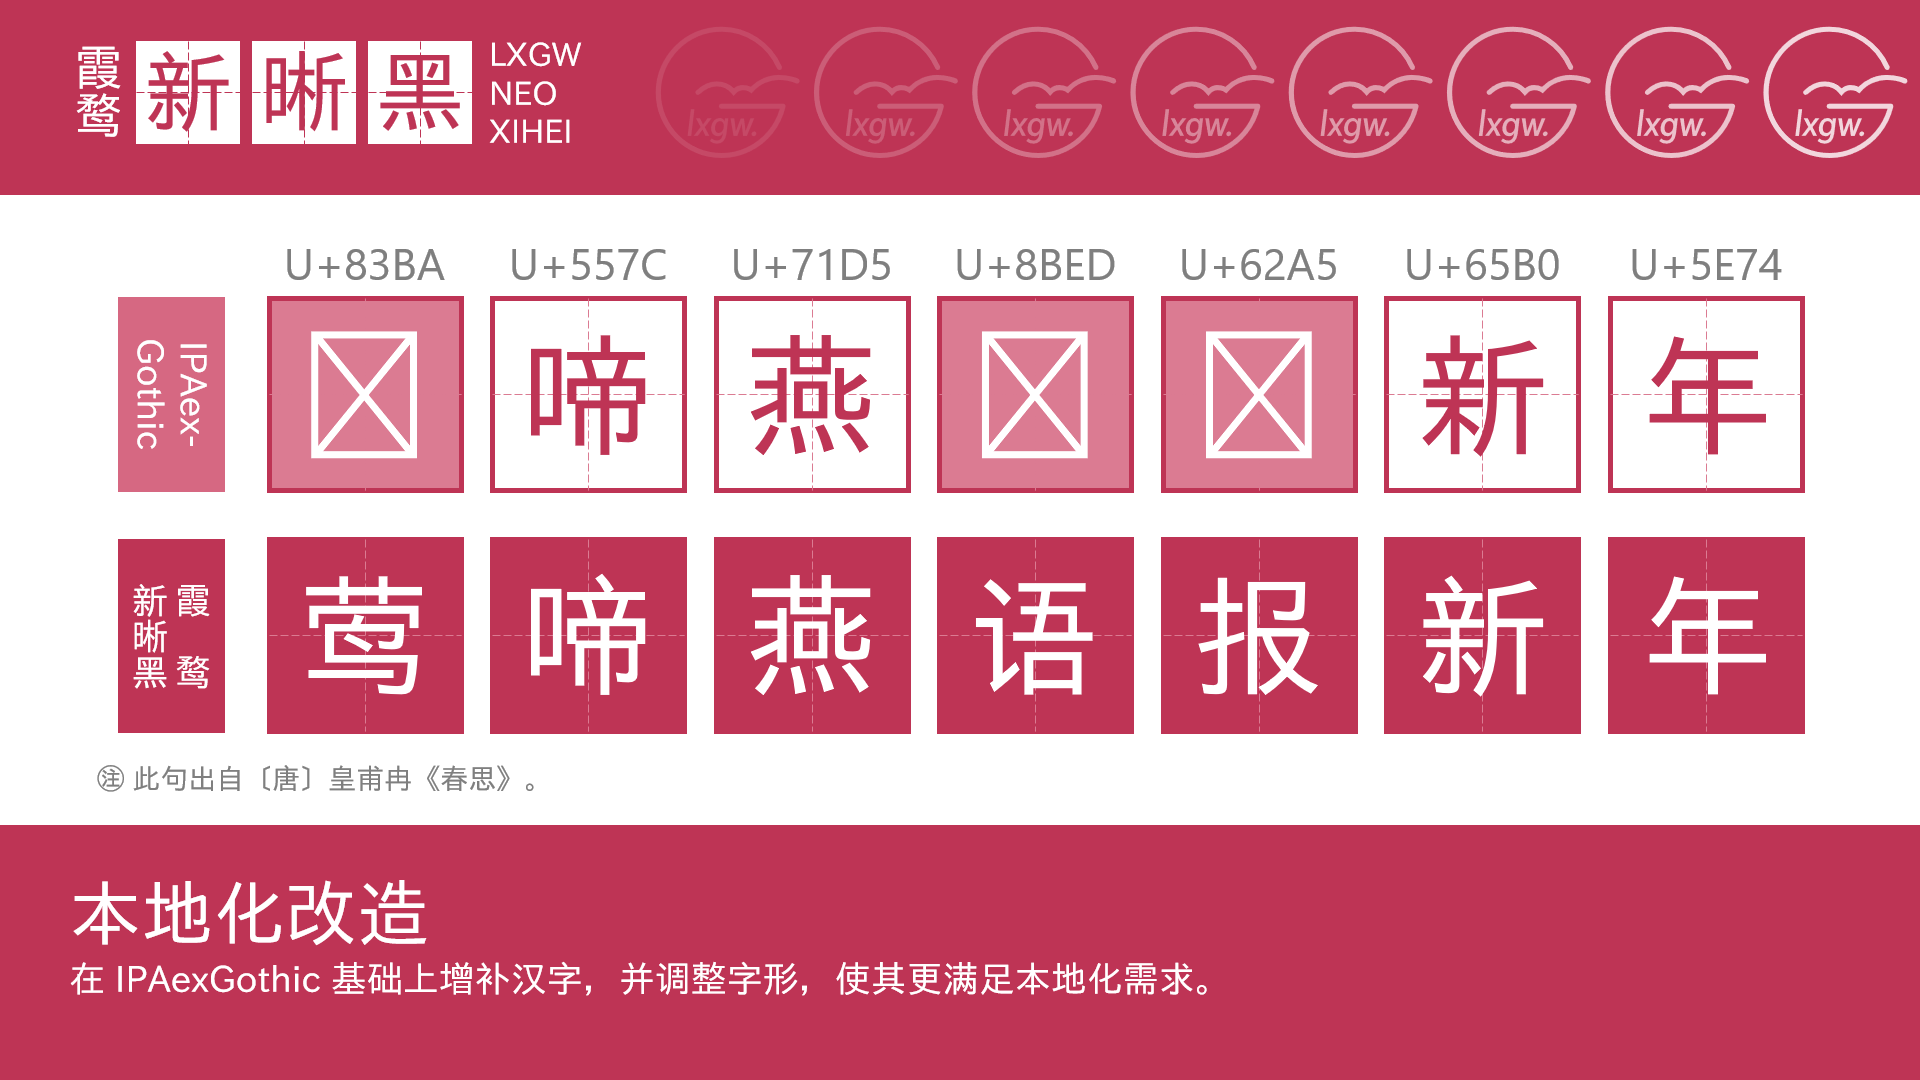 霞鹜 新晰黑 LXGW
NEO
XIHEI
lxgw. lxgw. lxgw. lxgw. lxgw. lxgw. lxgw. lxgw.
U+83BA U+557C U+71D5 U+8BED U+62A5 U+65B0 U+5E74
IPAex-
Gothic
啼 燕 新 年
霞鹜
新晰黑
莺 啼 燕 语 报 新 年
㊟ 此句出自〔唐〕皇甫冉《春思》。
本地化改造
在 IPAexGothic 基础上增补汉字，并调整字形，使其更满足本地化需求。